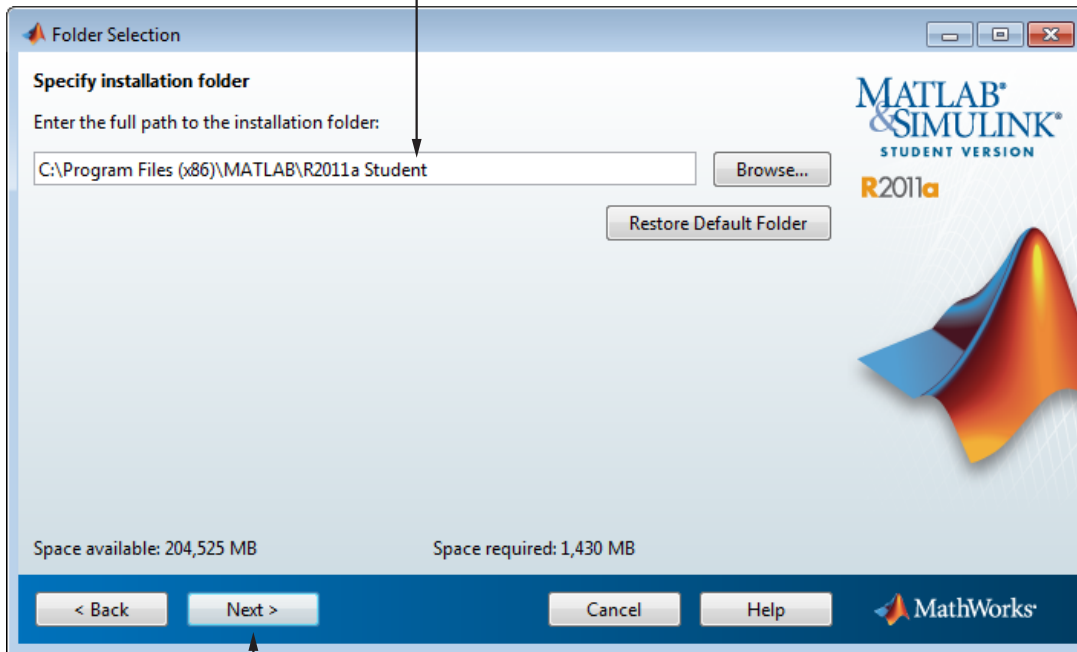 Folder Selection
Specify installation folder
Enter the full path to the installation folder:
C:\Program Files (x86)\MATLAB\R2011a Student
Browse...
Restore Default Folder
MATLAB®
&SIMULINK®
STUDENT VERSION
R2011a
Space available: 204,525 MB
Space required: 1,430 MB
< Back
Next >
Cancel
Help
MathWorks®